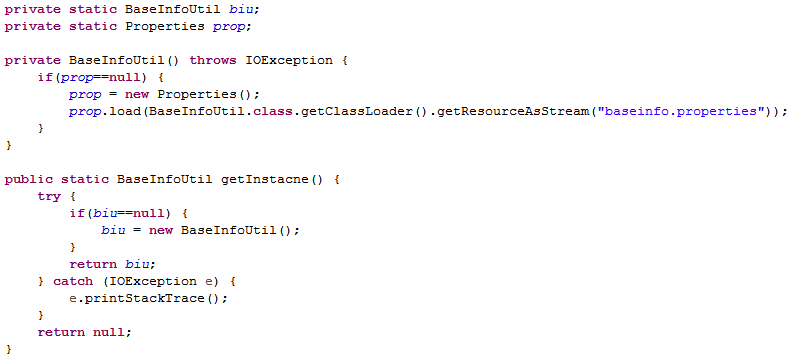 private static BaseInfoUtil biu;
private static Properties prop;

private BaseInfoUtil() throws IOException {
    if(prop==null) {
        prop = new Properties();
        prop.load(BaseInfoUtil.class.getClassLoader().getResourceAsStream("baseinfo.properties"));
    }
}

public static BaseInfoUtil getInstacne() {
    try {
        if(biu==null) {
            biu = new BaseInfoUtil();
        }
        return biu;
    } catch (IOException e) {
        e.printStackTrace();
    }
    return null;
}